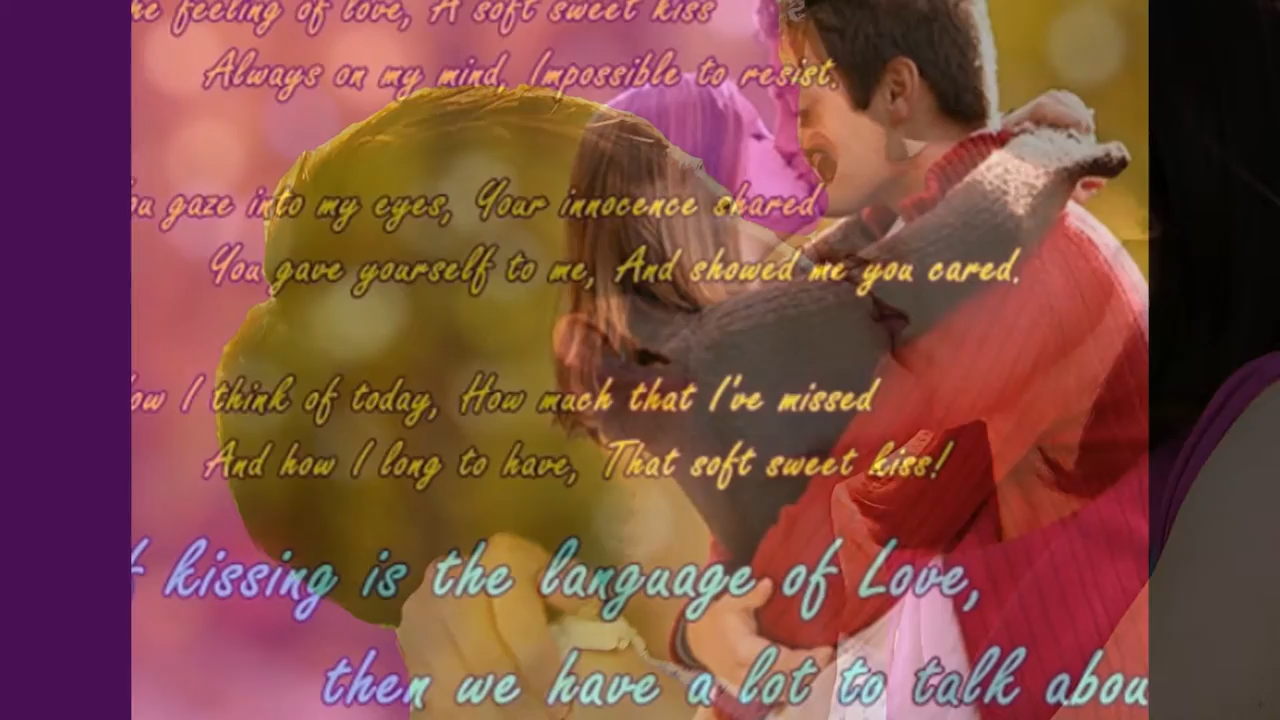 he feeling of love, A soft sweet kiss
Always on my mind, Impossible to resist.
ou gaze into my eyes, Your innocence shared
You gave yourself to me, And showed me you cared.
ow I think of today, How much that I've missed
And how I long to have, That soft sweet kiss!
f kissing is the language of Love,
then we have a lot to talk abou